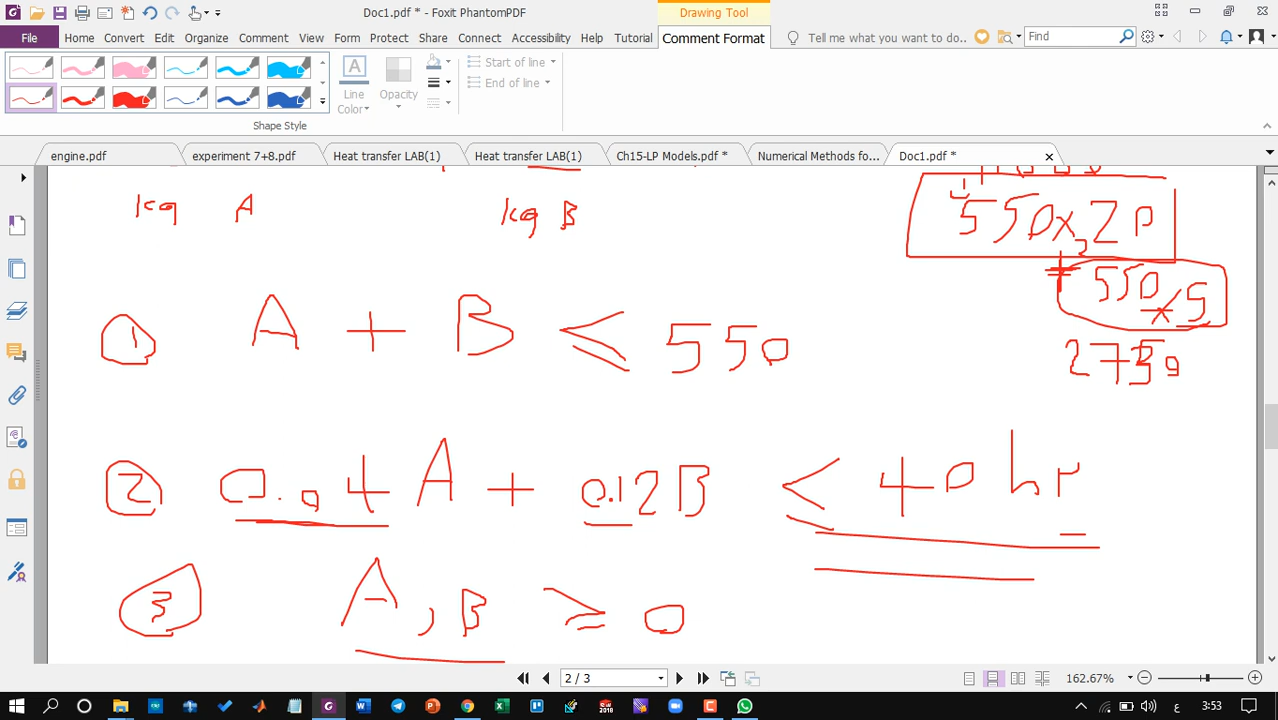 Doc1.pdf * - Foxit PhantomPDF
Drawing Tool
File Home Convert Edit Organize Comment View Form Protect Share Connect Accessibility Help Tutorial Comment Format Tell me what you want to do.. Find
Line Color
Opacity
Start of line
End of line
Shape Style
engine.pdf experiment 7+8.pdf Heat transfer LAB(1) Heat transfer LAB(1) Ch15-LP Models.pdf * Numerical Methods fo... Doc1.pdf *
kg A kg B
550x20
550x5
① A + B ≤ 550
② 0.04A + 0.12B ≤ 40hr
③ A, B ≥ 0
2 / 3
162.67%
3:53